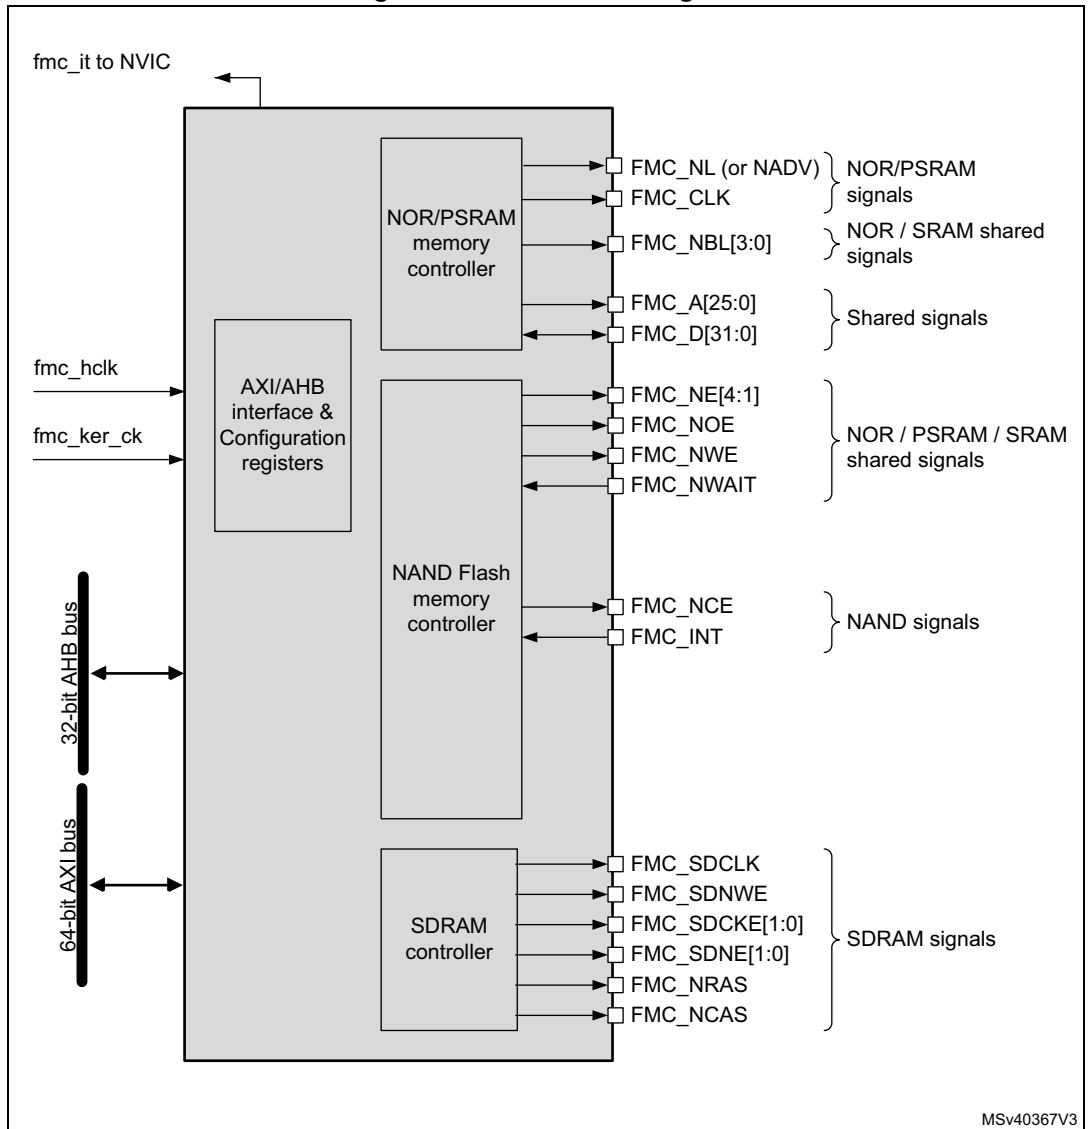 fmc_it to NVIC
NOR/PSRAM
memory
controller
FMC_NL (or NADV)
FMC_CLK
NOR/PSRAM
signals
FMC_NBL[3:0]
NOR / SRAM shared
signals
FMC_A[25:0]
FMC_D[31:0]
Shared signals
fmc_hclk
fmc_ker_ck
AXI/AHB
interface &
Configuration
registers
FMC_NE[4:1]
FMC_NOE
FMC_NWE
FMC_NWAIT
NOR / PSRAM / SRAM
shared signals
NAND Flash
memory
controller
FMC_NCE
FMC_INT
NAND signals
32-bit AHB bus
64-bit AXI bus
SDRAM
controller
FMC_SDCLK
FMC_SDNWE
FMC_SDCKE[1:0]
FMC_SDNE[1:0]
FMC_NRAS
FMC_NCAS
SDRAM signals
MSv40367V3